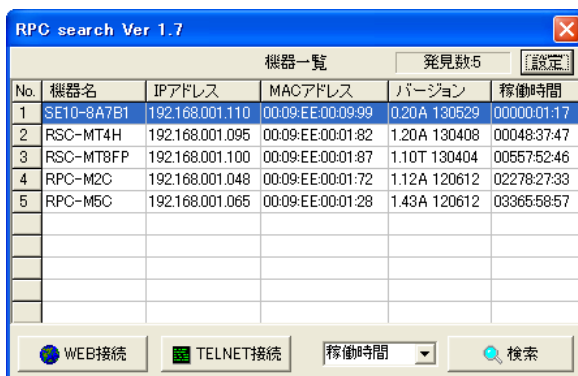 RPC search Ver 1.7
機器一覧 発見数:5 設定
No. 機器名 IPアドレス MACアドレス バージョン 稼働時間
1 SE10-8A7B1 192.168.001.110 00:09:EE:00:09:99 0.20A 130529 00000:01:17
2 RSC-MT4H 192.168.001.095 00:09:EE:00:01:82 1.20A 130408 00048:37:47
3 RSC-MT8FP 192.168.001.100 00:09:EE:00:01:87 1.10T 130404 00557:52:46
4 RPC-M2C 192.168.001.048 00:09:EE:00:01:72 1.12A 120612 02278:27:33
5 RPC-M5C 192.168.001.065 00:09:EE:00:01:28 1.43A 120612 03365:58:57
WEB接続 TELNET接続 稼働時間 検索